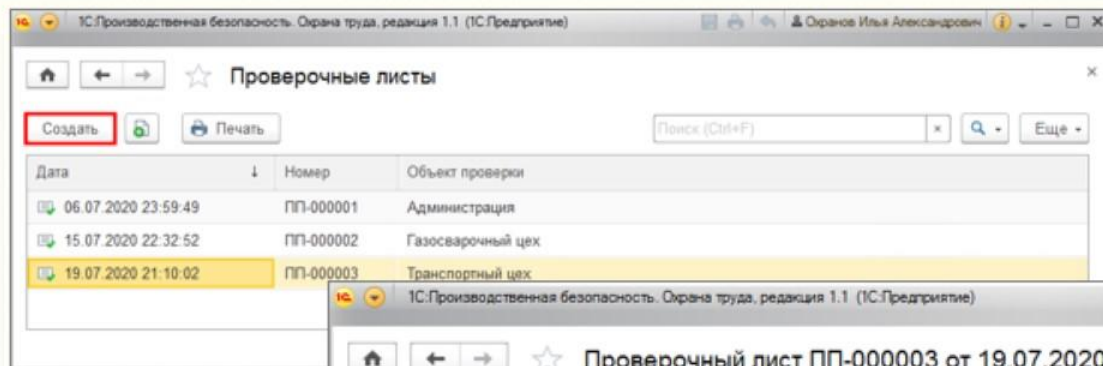 1С:Производственная безопасность. Охрана труда, редакция 1.1 (1С:Предприятие)
Охранов Илья Александрович
Проверочные листы
Создать
Печать
Поиск (Ctrl+F)
Еще
Дата Номер Объект проверки
06.07.2020 23:59:49 ПП-000001 Администрация
15.07.2020 22:32:52 ПП-000002 Газосварочный цех
19.07.2020 21:10:02 ПП-000003 Транспортный цех
1С:Производственная безопасность. Охрана труда, редакция 1.1 (1С:Предприятие)
Проверочный лист ПП-000003 от 19.07.2020